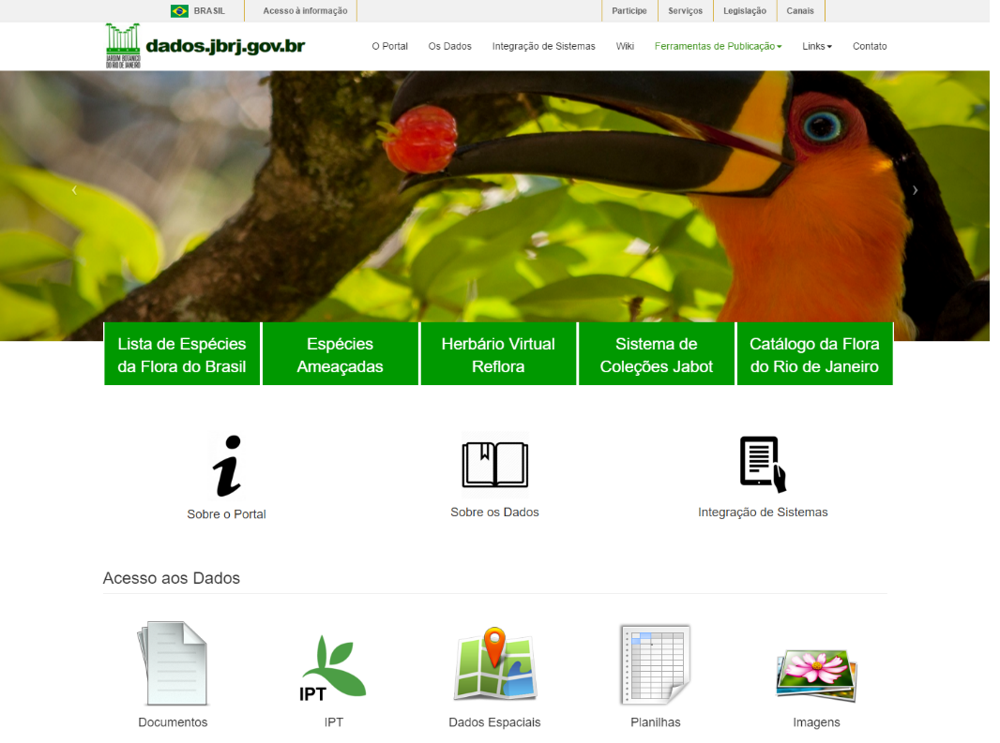 BRASIL
Acesso à informação
Participe
Serviços
Legislação
Canais
JARDIM BOTÂNICO
DO RIO DE JANEIRO
dados.jbrj.gov.br
O Portal
Os Dados
Integração de Sistemas
Wiki
Ferramentas de Publicação
Links
Contato
Lista de Espécies
da Flora do Brasil
Espécies
Ameaçadas
Herbário Virtual
Reflora
Sistema de
Coleções Jabot
Catálogo da Flora
do Rio de Janeiro
Sobre o Portal
Sobre os Dados
Integração de Sistemas
Acesso aos Dados
IPT
Documentos
IPT
Dados Espaciais
Planilhas
Imagens